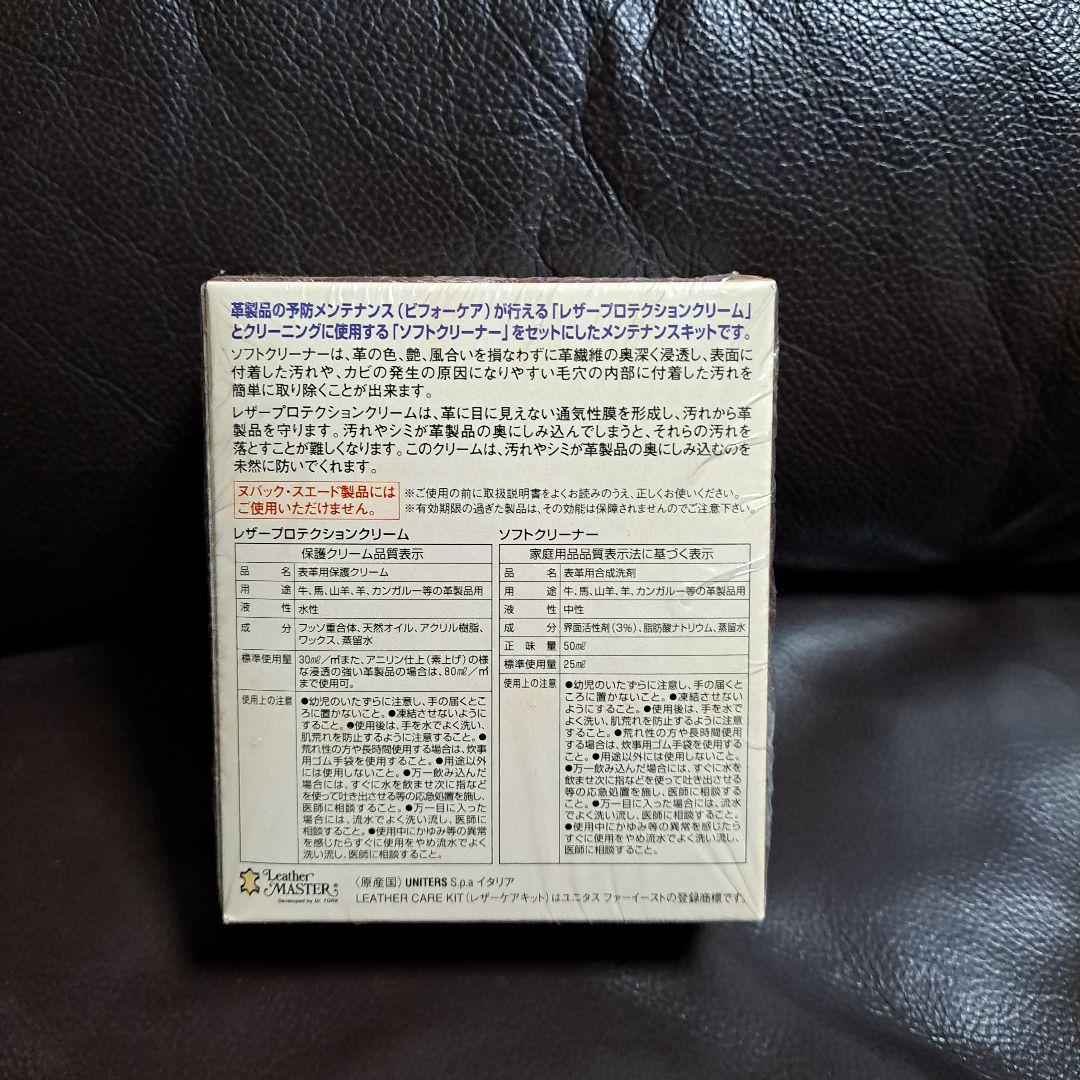 革製品の予防メンテナンス(ビフォーケア)が行える「レザープロテクションクリーム」
とクリーニングに使用する「ソフトクリーナー」をセットにしたメンテナンスキットです。
ソフトクリーナーは、革の色、艶、風合いを損なわずに革繊維の奥深く浸透し、表面に
付着した汚れや、カビの発生の原因になりやすい毛穴の内部に付着した汚れを
簡単に取り除くことが出来ます。
レザープロテクションクリームは、革に目に見えない通気性膜を形成し、汚れから革
製品を守ります。汚れやシミが革製品の奥にしみ込んでしまうと、それらの汚れを
落とすことが難しくなります。このクリームは、汚れやシミが革製品の奥にしみ込むのを
未然に防いでくれます。
ヌバック・スエード製品には
ご使用いただけません。
※ご使用の前に取扱説明書をよくお読みのうえ、正しくお使いください。
※有効期限の過ぎた製品は、その効能は保障されませんのでご注意下さい。
レザープロテクションクリーム
保護クリーム品質表示
品名 表革用保護クリーム
用途 牛、馬、山羊、羊、カンガルー等の革製品用
液性 水性
成分 フッソ重合体、天然オイル、アクリル樹脂、
ワックス、蒸留水
標準使用量 30㎖/㎡また、アニリン仕上(素上げ)の様
な浸透の強い革製品の場合は、80㎖/㎡
まで使用可。
使用上の注意 ●幼児のいたずらに注意し、手の届くとこ
ろに置かないこと。●凍結させないように
すること。●使用後は、手を水でよく洗い、
肌荒れを防止するように注意すること。●
荒れ性の方や長時間使用する場合は、炊事
用ゴム手袋を使用すること。●用途以外
には使用しないこと。●万一飲み込んだ
場合には、すぐに水を飲ませ次に指など
を使って吐き出させる等の応急処置を施し、
医師に相談すること。●万一目に入った
場合には、流水でよく洗い流し、医師に相
談すること。●使用中にかゆみ等の異常
を感じたらすぐに使用をやめ流水でよく
洗い流し、医師に相談すること。
ソフトクリーナー
家庭用品品質表示法に基づく表示
品名 表革用合成洗剤
用途 牛、馬、山羊、羊、カンガルー等の革製品用
液性 中性
成分 界面活性剤(3%)、脂肪酸ナトリウム、蒸留水
正味量 50㎖
標準使用量 25㎖
使用上の注意 ●幼児のいたずらに注意し、手の届くと
ころに置かないこと。●凍結させない
ようにすること。●使用後は、手を水で
よく洗い、肌荒れを防止するように注意
すること。●荒れ性の方や長時間使用
する場合は、炊事用ゴム手袋を使用する
こと。●用途以外には使用しないこと。
●万一飲み込んだ場合には、すぐに水を
飲ませ次に指などを使って吐き出させる
等の応急処置を施し、医師に相談するこ
と。●万一目に入った場合には、流水
でよく洗い流し、医師に相談すること。
●使用中にかゆみ等の異常を感じたら
すぐに使用をやめ流水でよく洗い流し、
医師に相談すること。
Leather
MASTER®
Developed by Dr. TORK
〈原産国〉UNITERS S.p.a イタリア
LEATHER CARE KIT(レザーケアキット)はユニタス ファーイーストの登録商標です。